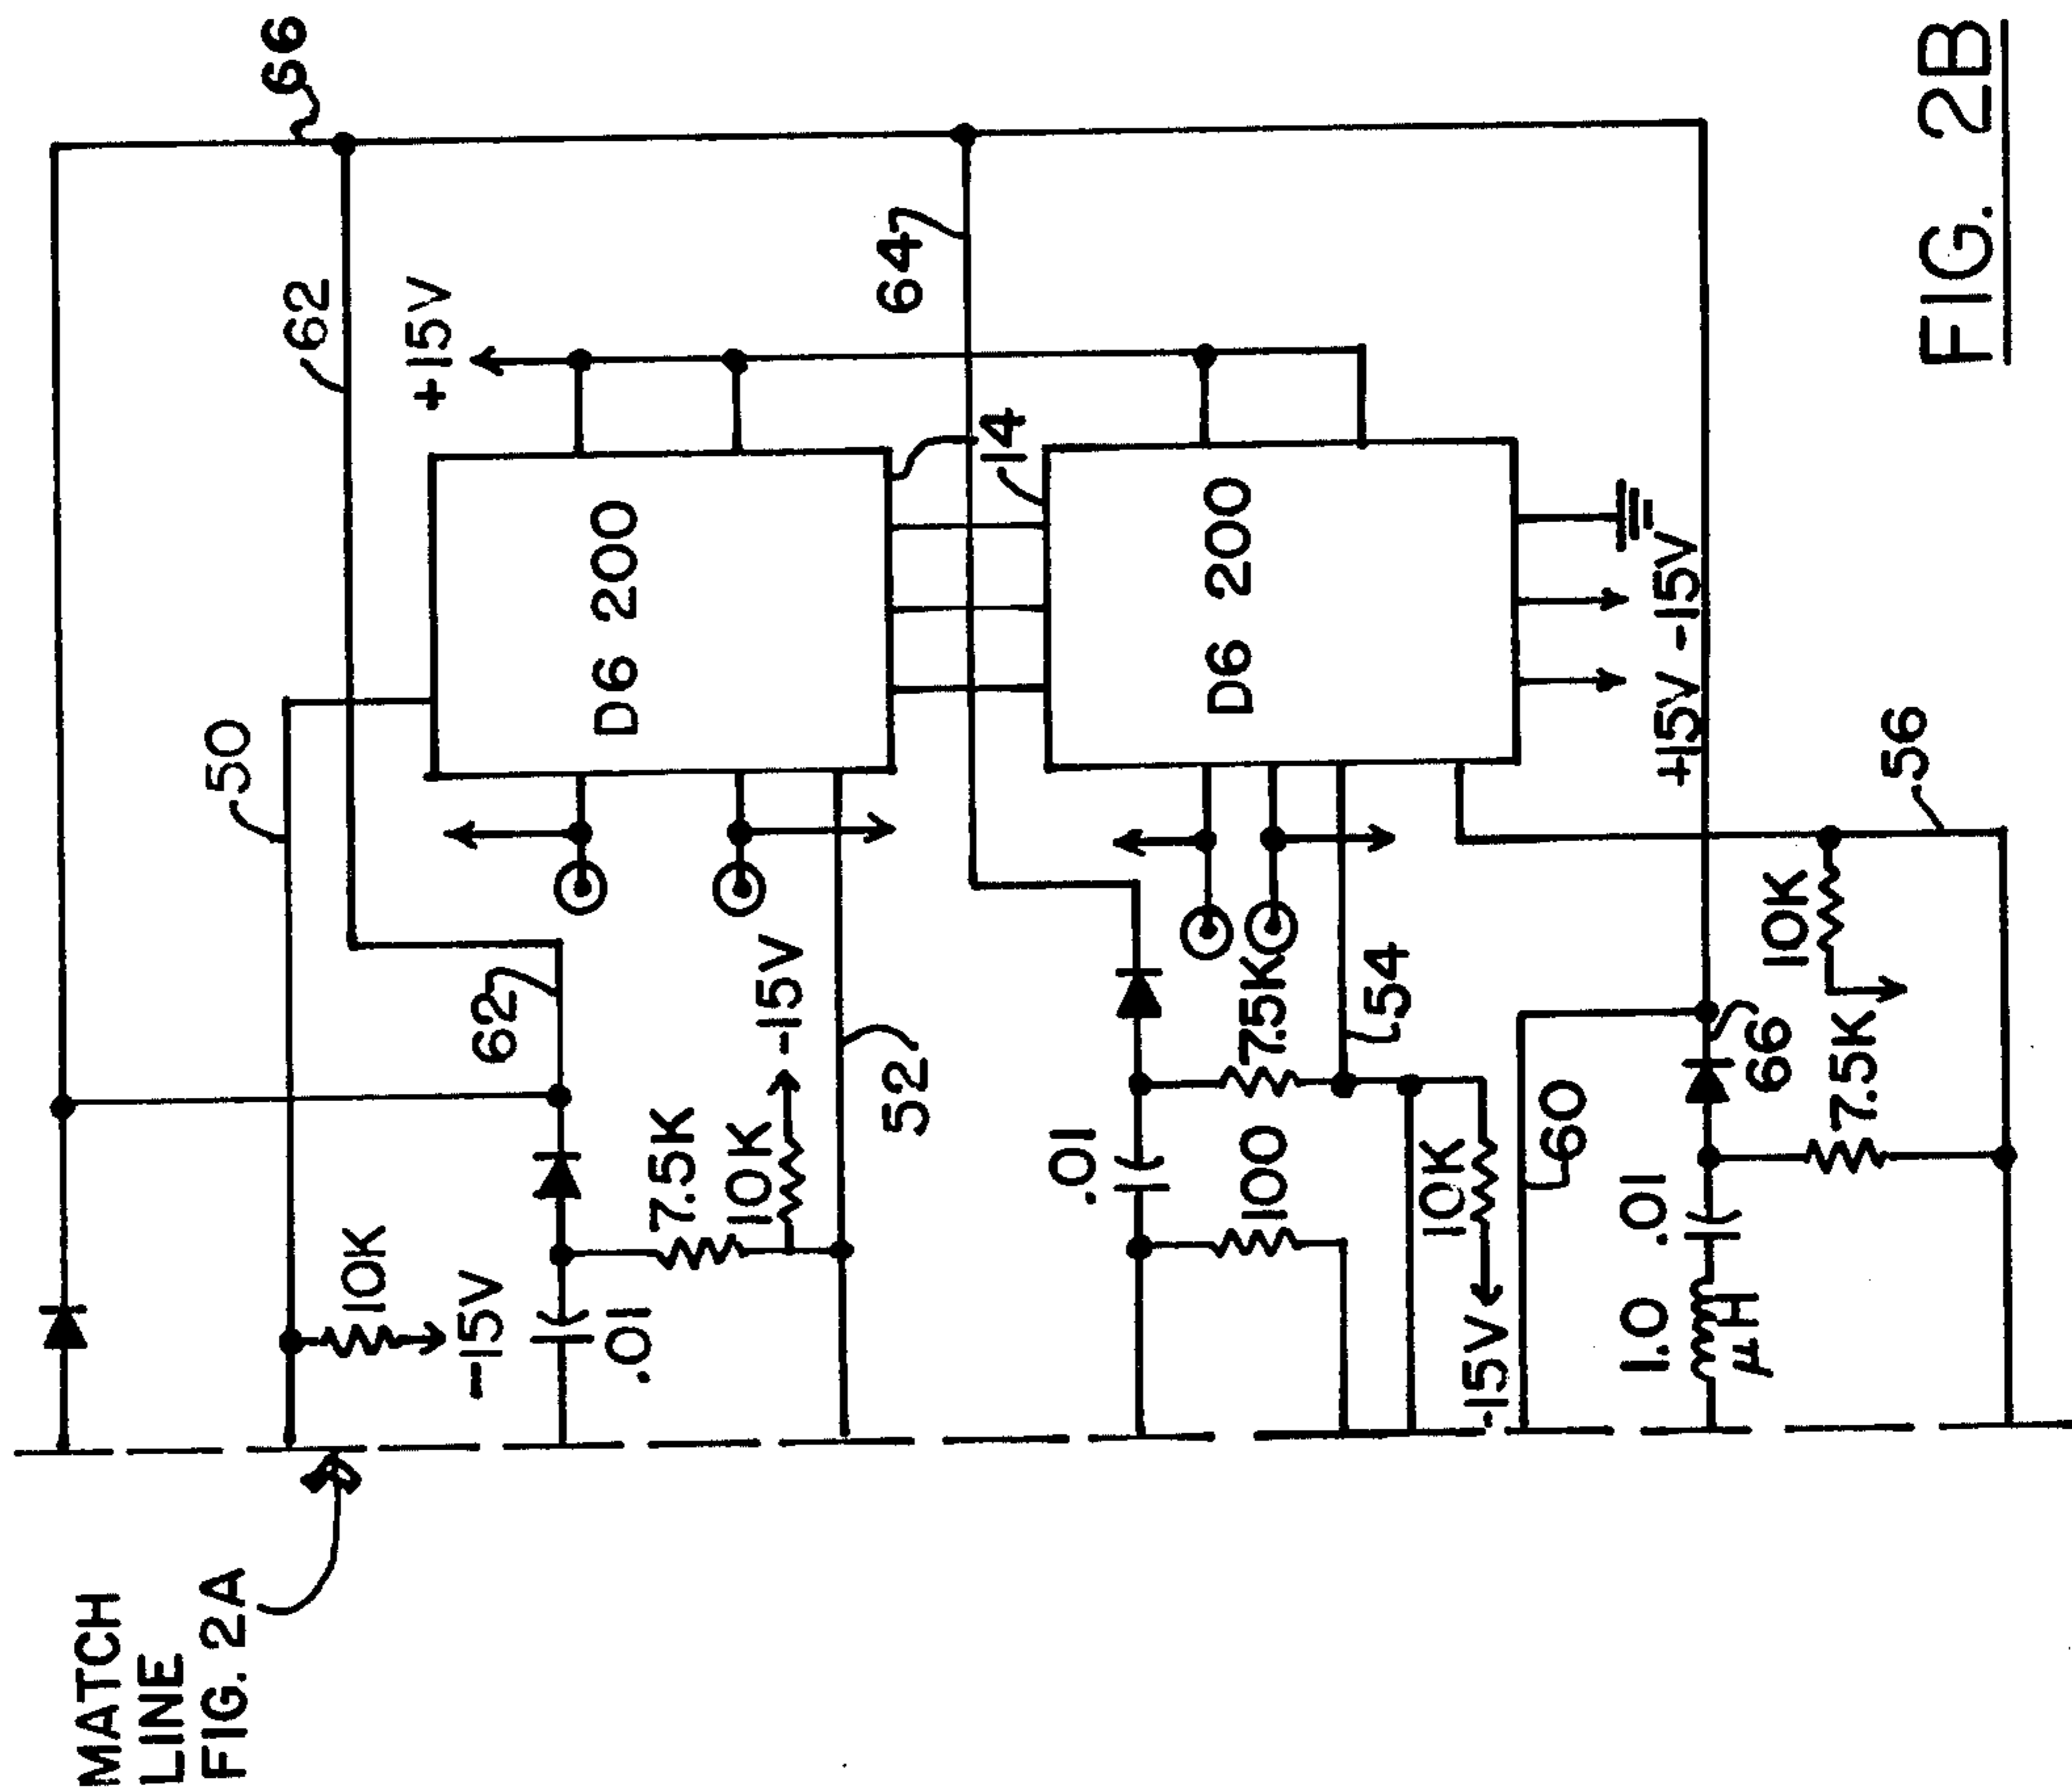 MATCH
LINE
FIG. 2A
66
62
50
+15V
10K
-15V
D6 200
62
.01
7.5K
10K
-15V
52
64
14
D6 200
.01
7.5K
100
54
10K
-15V
+15V -15V
60
66
56
10K
7.5K
.01
1.0
μH
FIG. 2B